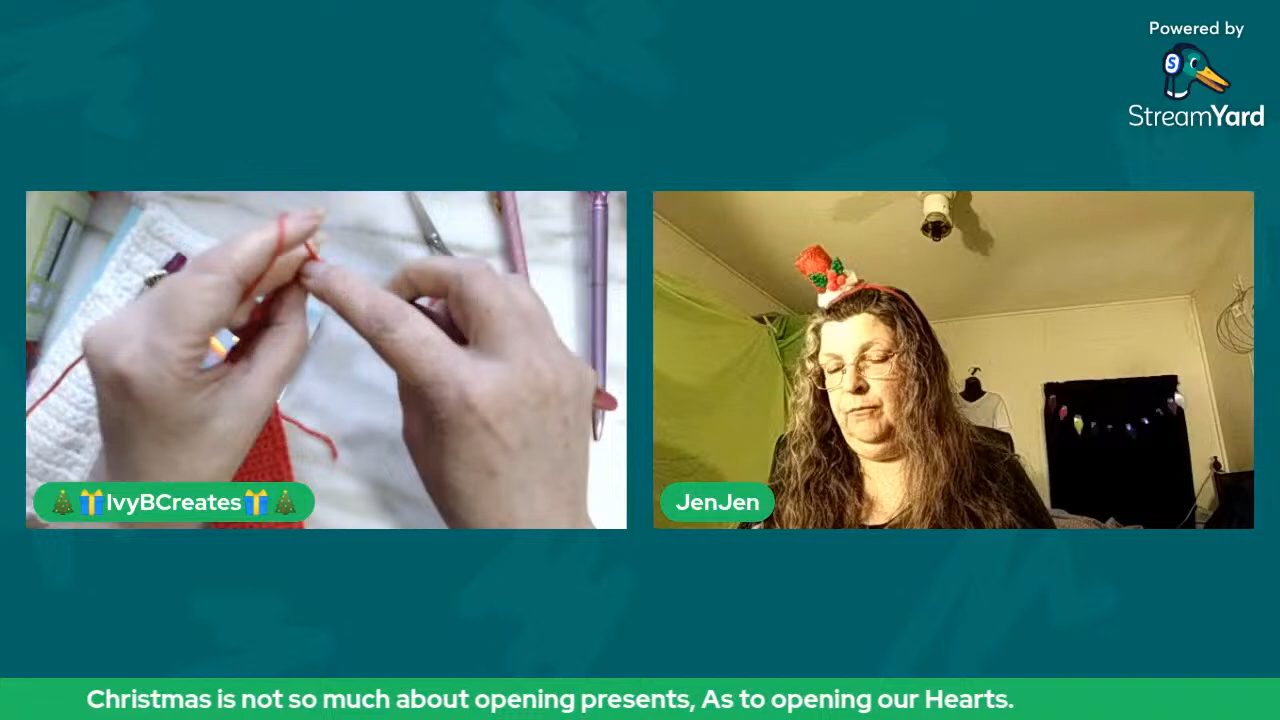 Powered by
S
StreamYard
🎄🎁IvyBCreates🎁🎄
JenJen
Christmas is not so much about opening presents, As to opening our Hearts.